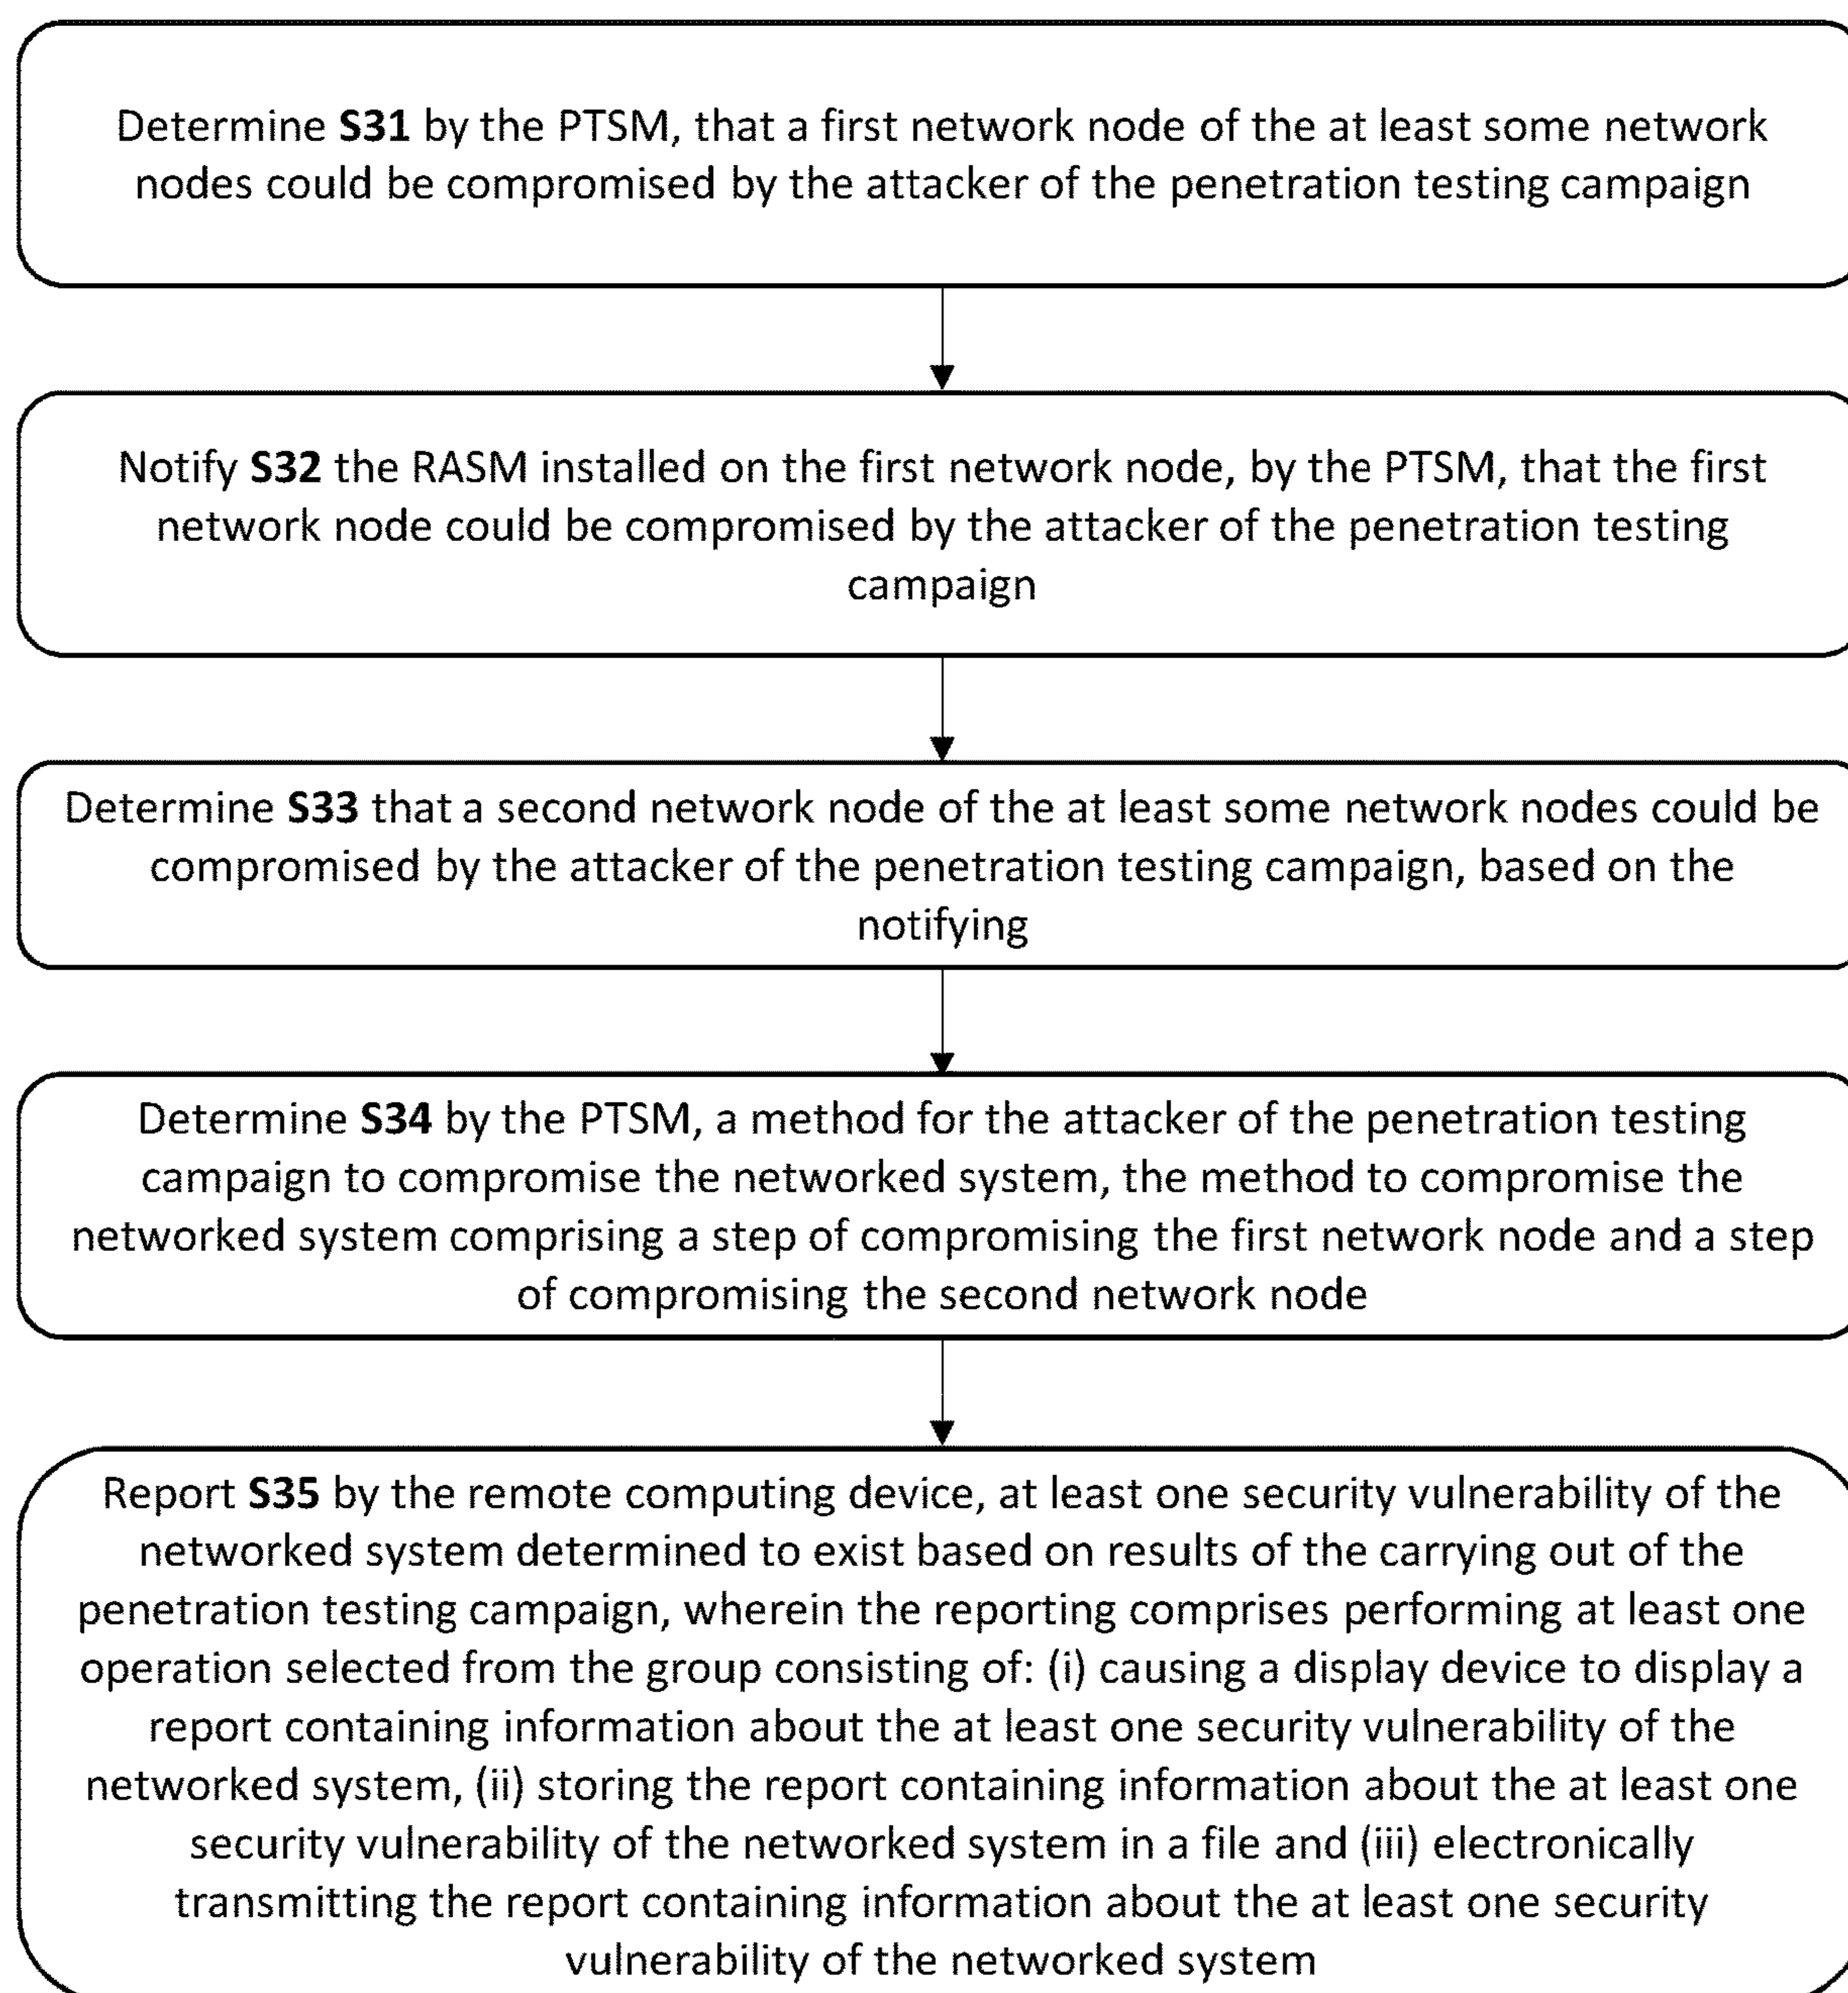 Determine S31 by the PTSM, that a first network node of the at least some network
nodes could be compromised by the attacker of the penetration testing campaign
Notify S32 the RASM installed on the first network node, by the PTSM, that the first
network node could be compromised by the attacker of the penetration testing
campaign
Determine S33 that a second network node of the at least some network nodes could be
compromised by the attacker of the penetration testing campaign, based on the
notifying
Determine S34 by the PTSM, a method for the attacker of the penetration testing
campaign to compromise the networked system, the method to compromise the
networked system comprising a step of compromising the first network node and a step
of compromising the second network node
Report S35 by the remote computing device, at least one security vulnerability of the
networked system determined to exist based on results of the carrying out of the
penetration testing campaign, wherein the reporting comprises performing at least one
operation selected from the group consisting of: (i) causing a display device to display a
report containing information about the at least one security vulnerability of the
networked system, (ii) storing the report containing information about the at least one
security vulnerability of the networked system in a file and (iii) electronically
transmitting the report containing information about the at least one security
vulnerability of the networked system